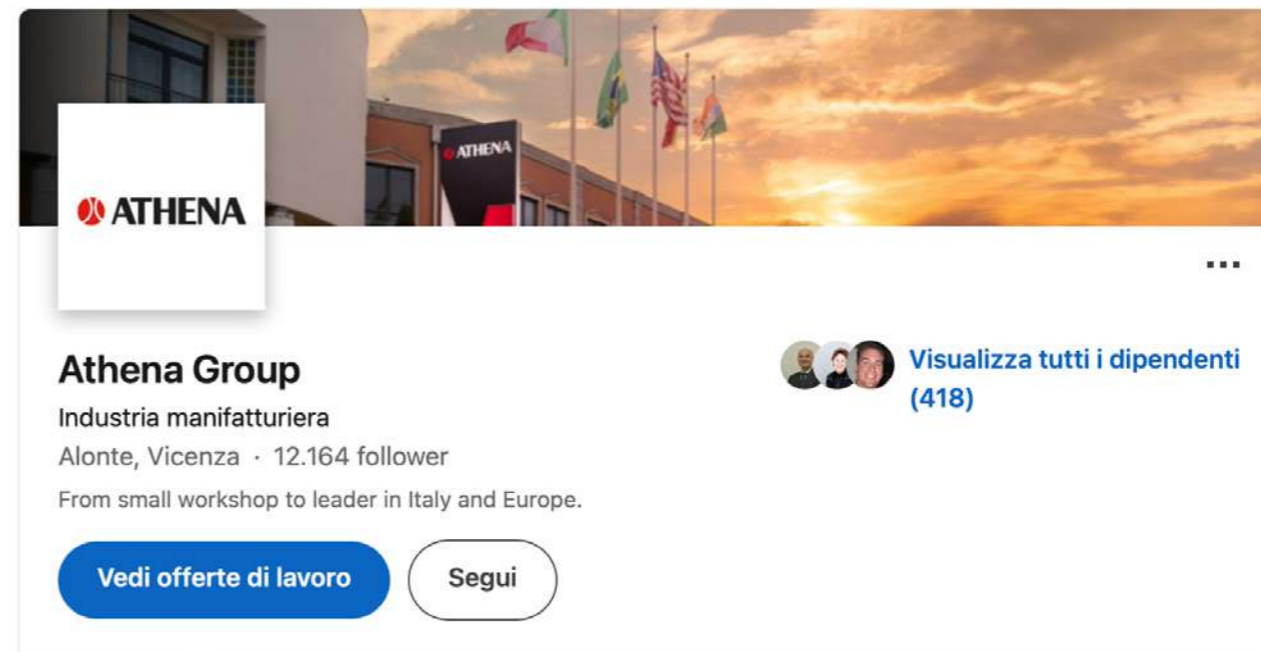 ATHENA
ATHENA
Athena Group
Industria manifatturiera
Alonte, Vicenza · 12.164 follower
From small workshop to leader in Italy and Europe.
Visualizza tutti i dipendenti
(418)
Vedi offerte di lavoro
Segui